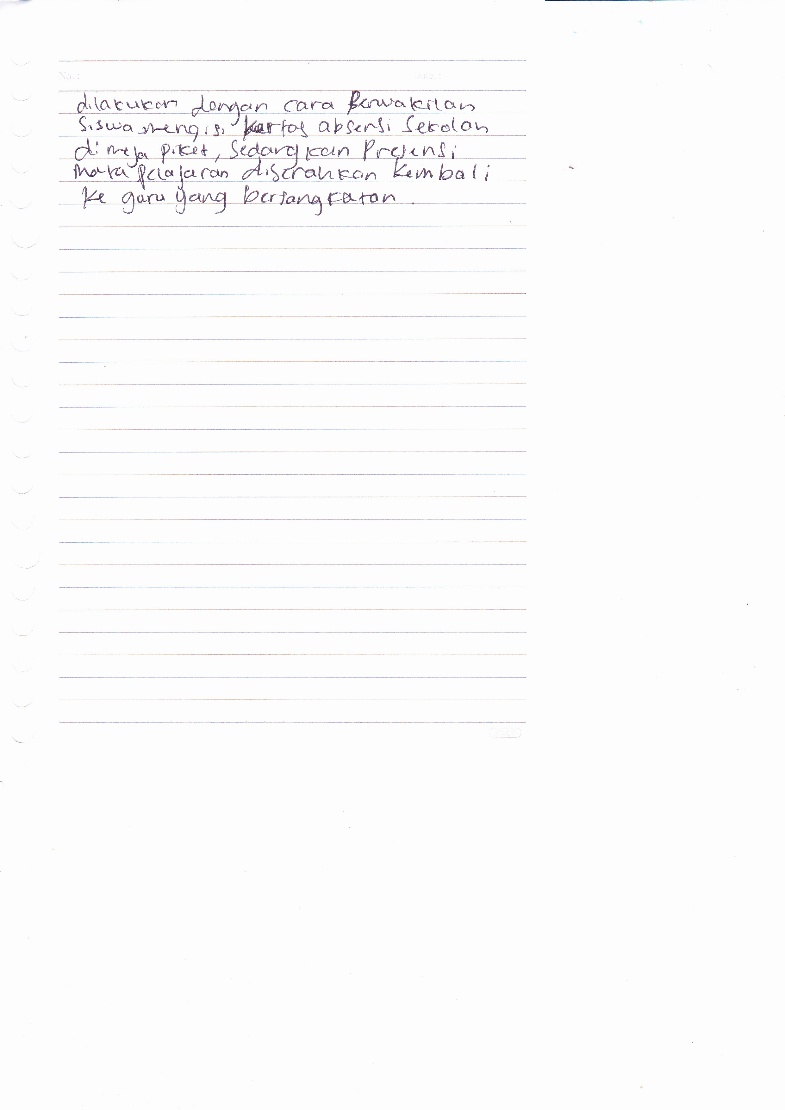 dilakukan dengan cara perwakilan
siswa mengisi kertas absensi sekolah
di meja piket, sedangkan presensi
mata pelajaran diserahkan kembali
ke guru yang bersangkatan.